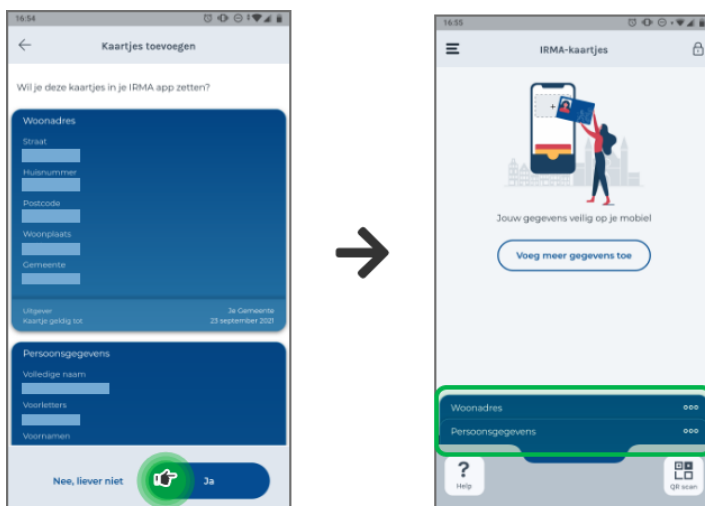 16:54
Kaartjes toevoegen
Wil je deze kaartjes in je IRMA app zetten?
Woonadres
Straat
Huisnummer
Postcode
Woonplaats
Gemeente
Uitgever Je Gemeente
Kaartje geldig tot 23 september 2021
Persoonsgegevens
Volledige naam
Voorletters
Voornamen
Nee, liever niet Ja
16:55
IRMA-kaartjes
Jouw gegevens veilig op je mobiel
Voeg meer gegevens toe
Woonadres
Persoonsgegevens
Help QR scan